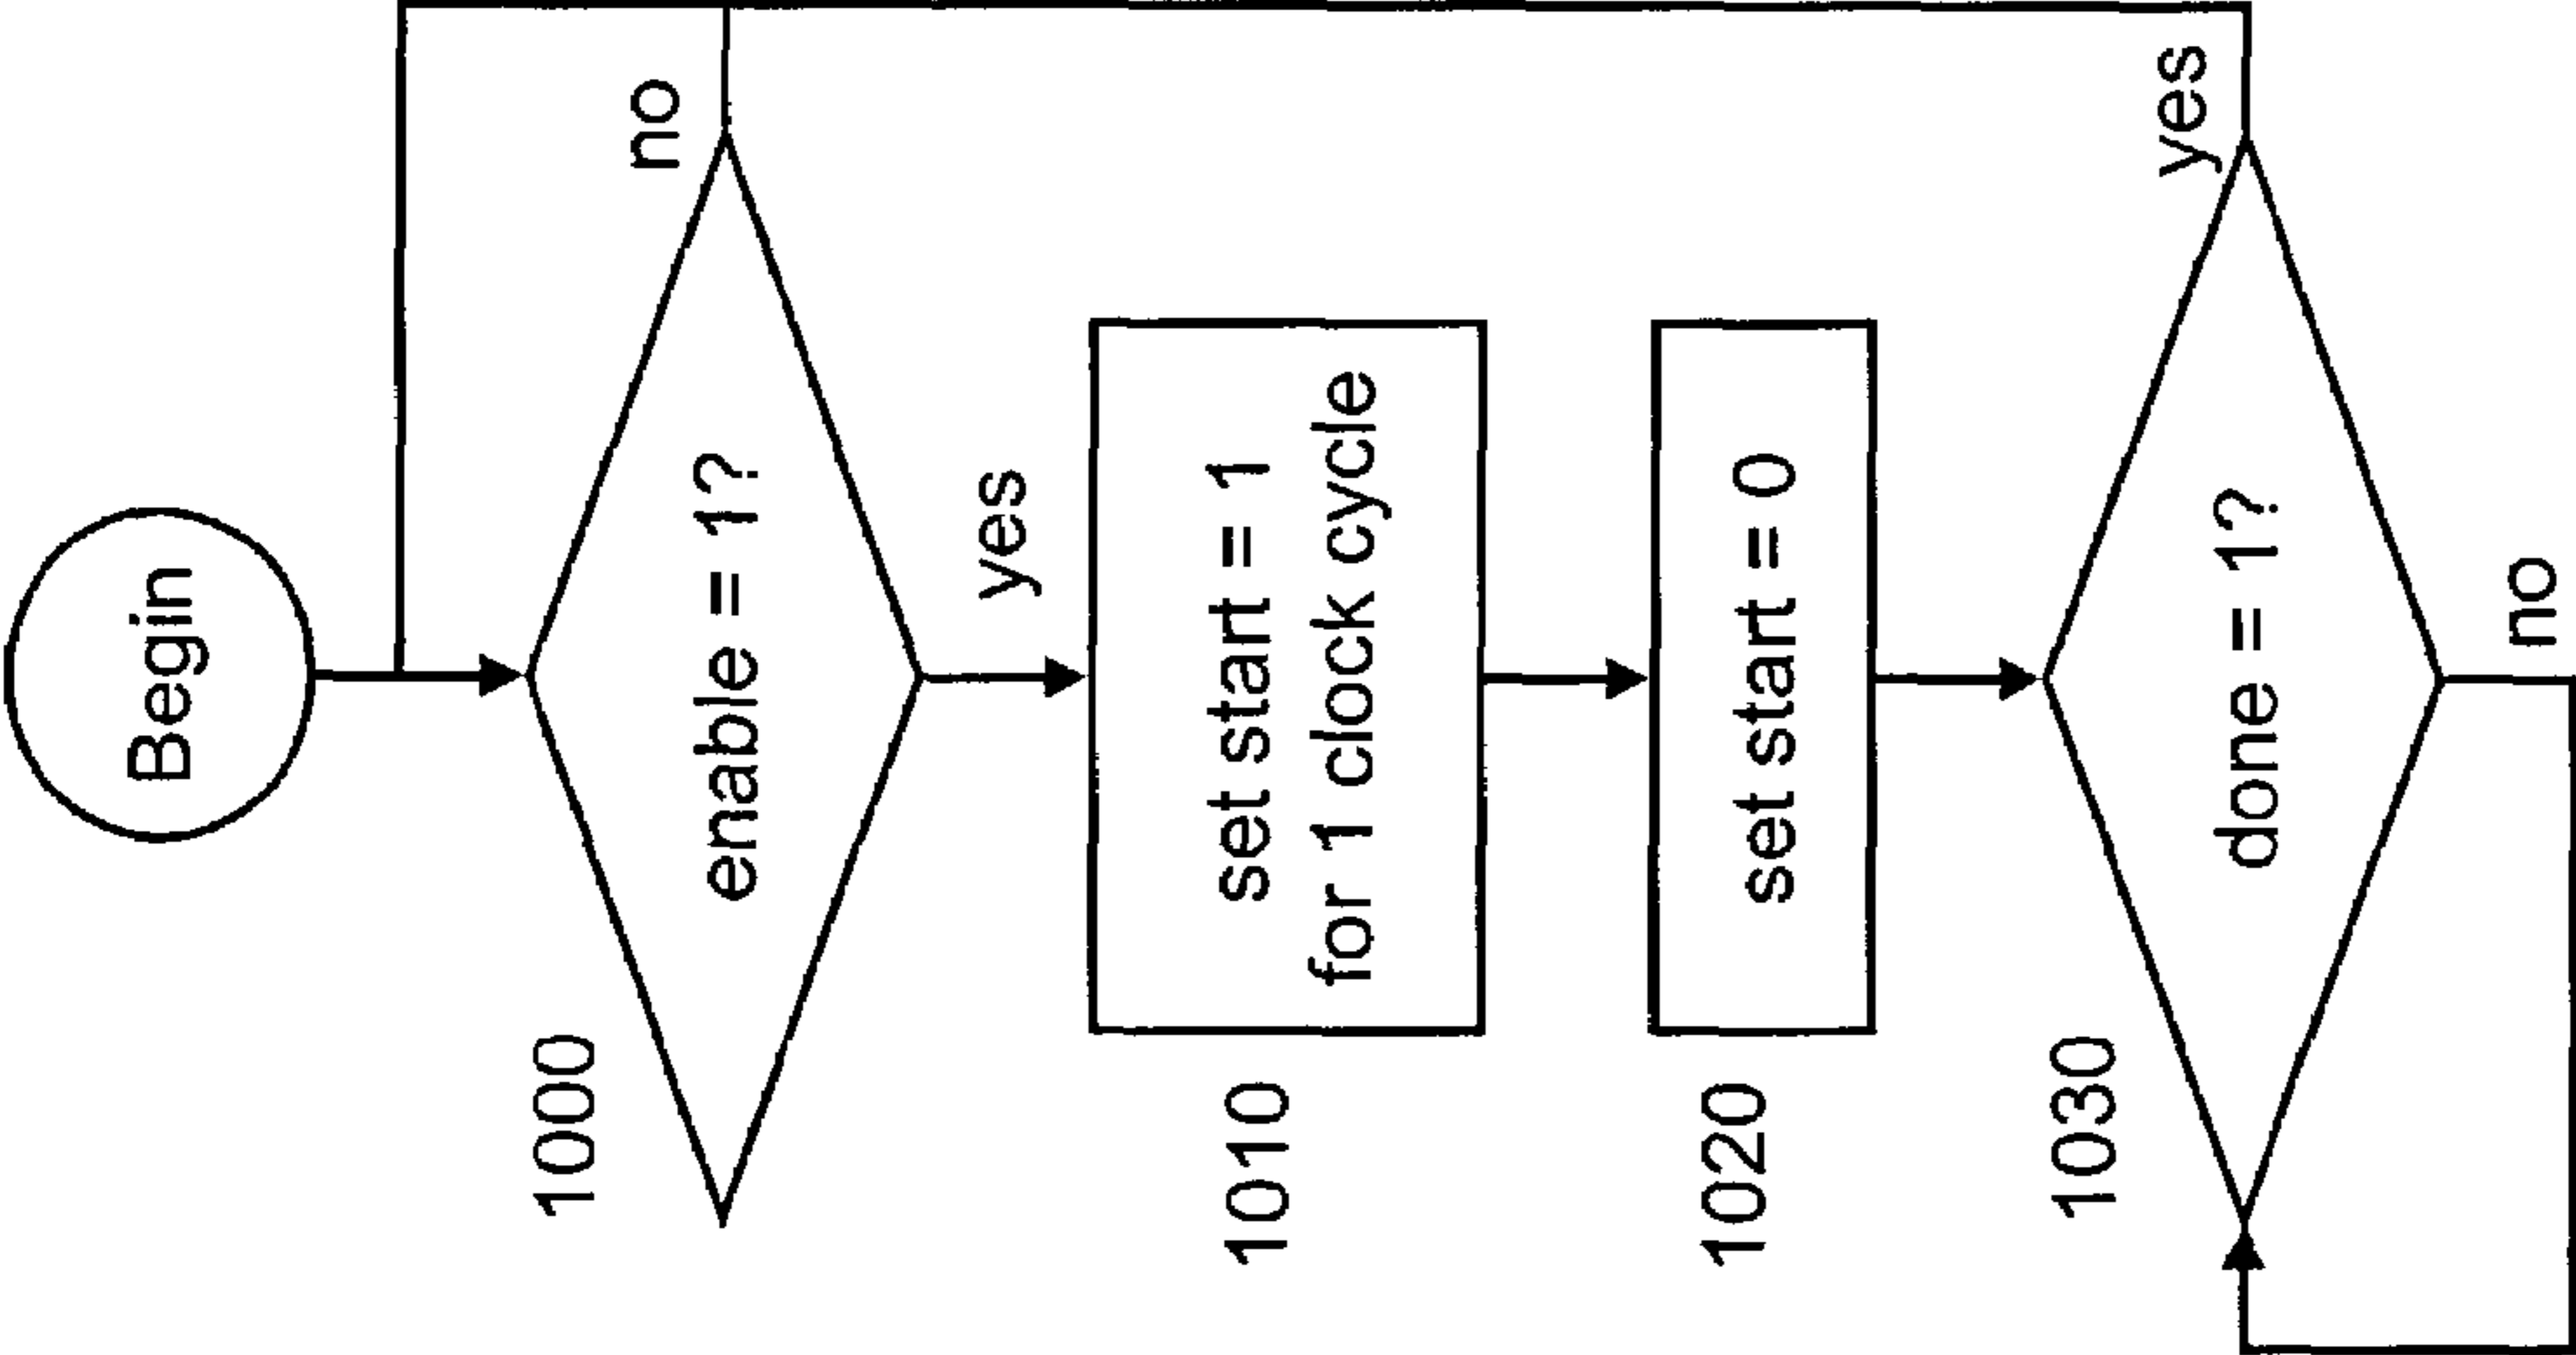 Begin
1000
enable = 1?
no
yes
1010
set start = 1
for 1 clock cycle
1020
set start = 0
1030
done = 1?
yes
no